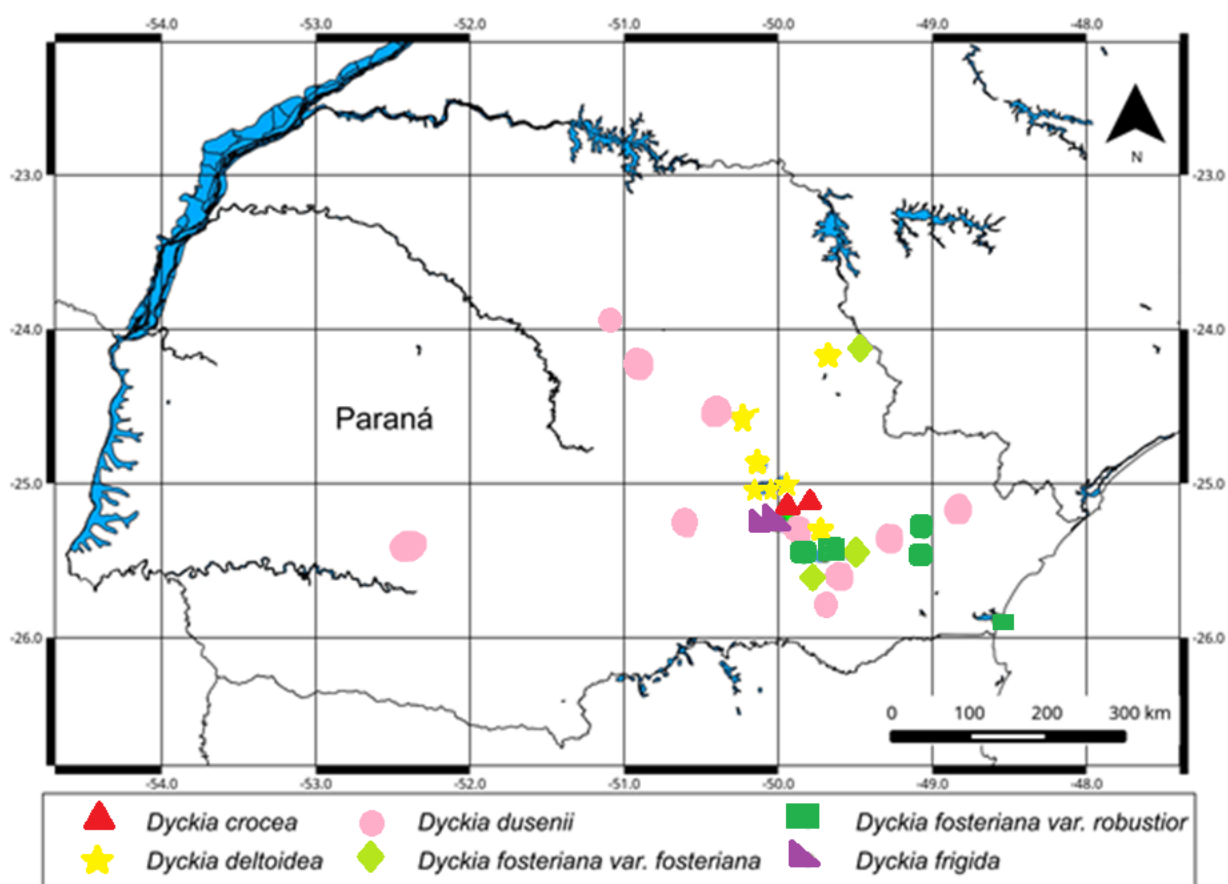 -54.0 -53.0 -52.0 -51.0 -50.0 -49.0 -48.0
N
-23.0 -23.0
-24.0 -24.0
Paraná
-25.0 -25.0
-26.0 -26.0
0 100 200 300 km
-54.0 -53.0 -52.0 -51.0 -50.0 -49.0 -48.0
Dyckia crocea Dyckia dusenii Dyckia fosteriana var. robustior
Dyckia deltoidea Dyckia fosteriana var. fosteriana Dyckia frigida